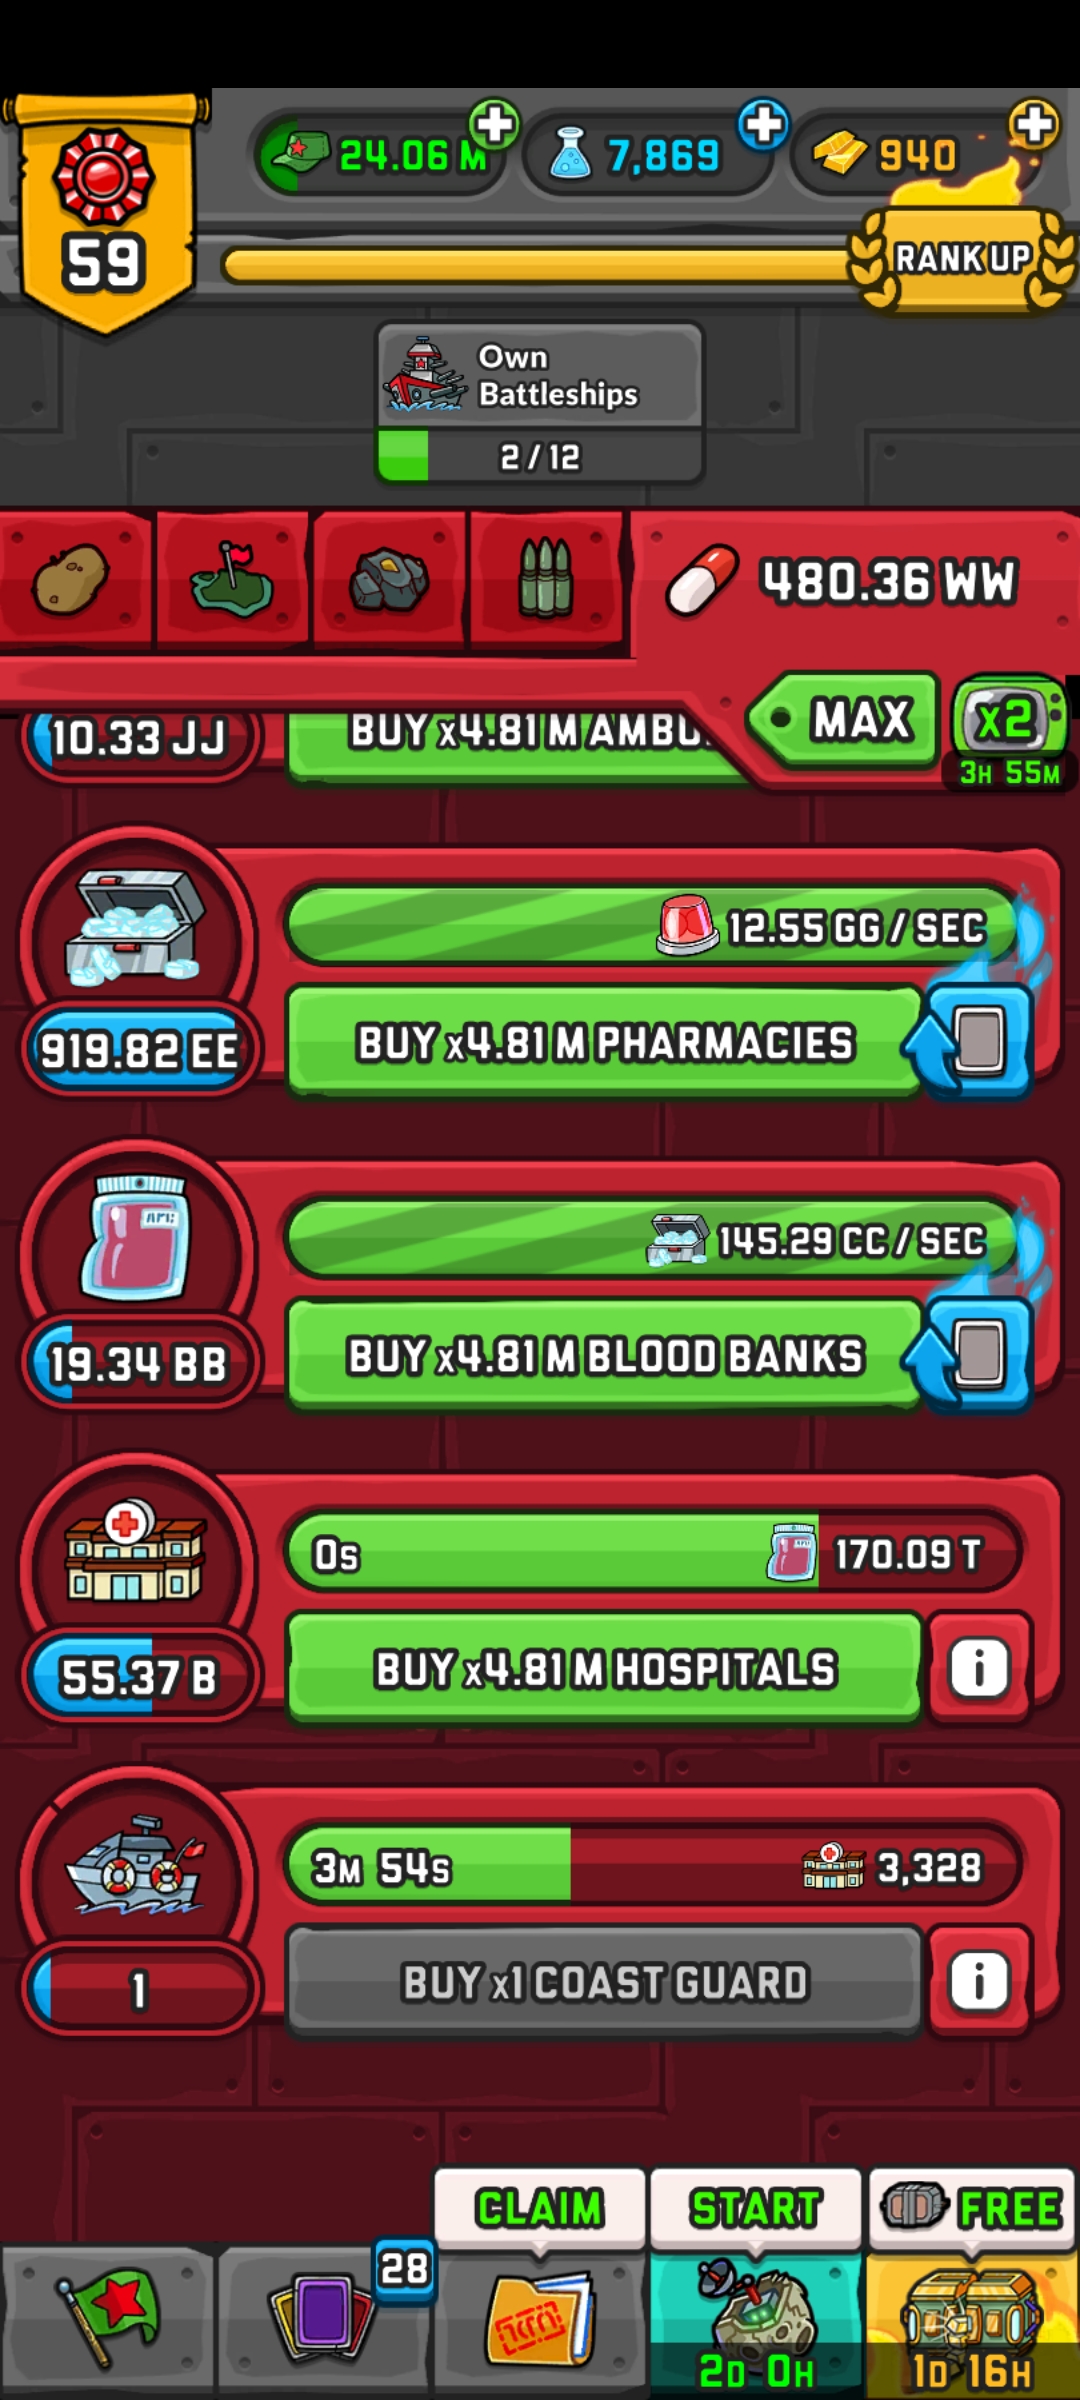 24.06 M
7,869
940
59
RANK UP
Own
Battleships
2 / 12
480.36 WW
MAX
x2
3H 55M
10.33 JJ
BUY x4.81 M AMBU
12.55 GG / SEC
919.82 EE
BUY x4.81 M PHARMACIES
145.29 CC / SEC
19.34 BB
BUY x4.81 M BLOOD BANKS
0s
170.09 T
55.37 B
BUY x4.81 M HOSPITALS
i
3M 54s
3,328
1
BUY x1 COAST GUARD
i
CLAIM
START
FREE
28
2D 0H
1D 16H